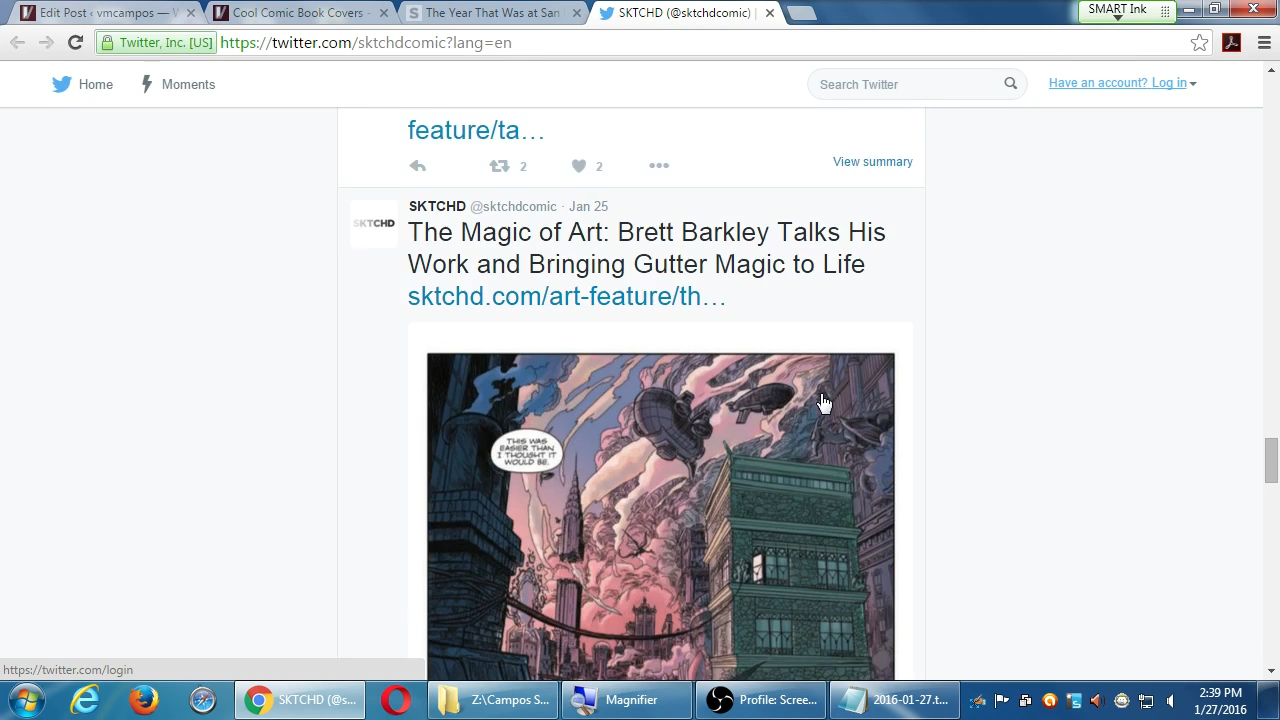 Edit Post ‹ vmcampos — W
Cool Comic Book Covers -
The Year That Was at San
SKTCHD (@sktchdcomic) |
SMART Ink
Twitter, Inc. [US]
https://twitter.com/sktchdcomic?lang=en
Home
Moments
Search Twitter
Have an account? Log in
feature/ta…
2
2
View summary
SKTCHD @sktchdcomic · Jan 25
SKTCHD
The Magic of Art: Brett Barkley Talks His
Work and Bringing Gutter Magic to Life
sktchd.com/art-feature/th…
THIS WAS
EASIER THAN
I THOUGHT IT
WOULD BE.
https://twitter.com/login
SKTCHD (@s...
Z:\Campos S...
Magnifier
Profile: Scree...
2016-01-27.t...
2:39 PM
1/27/2016